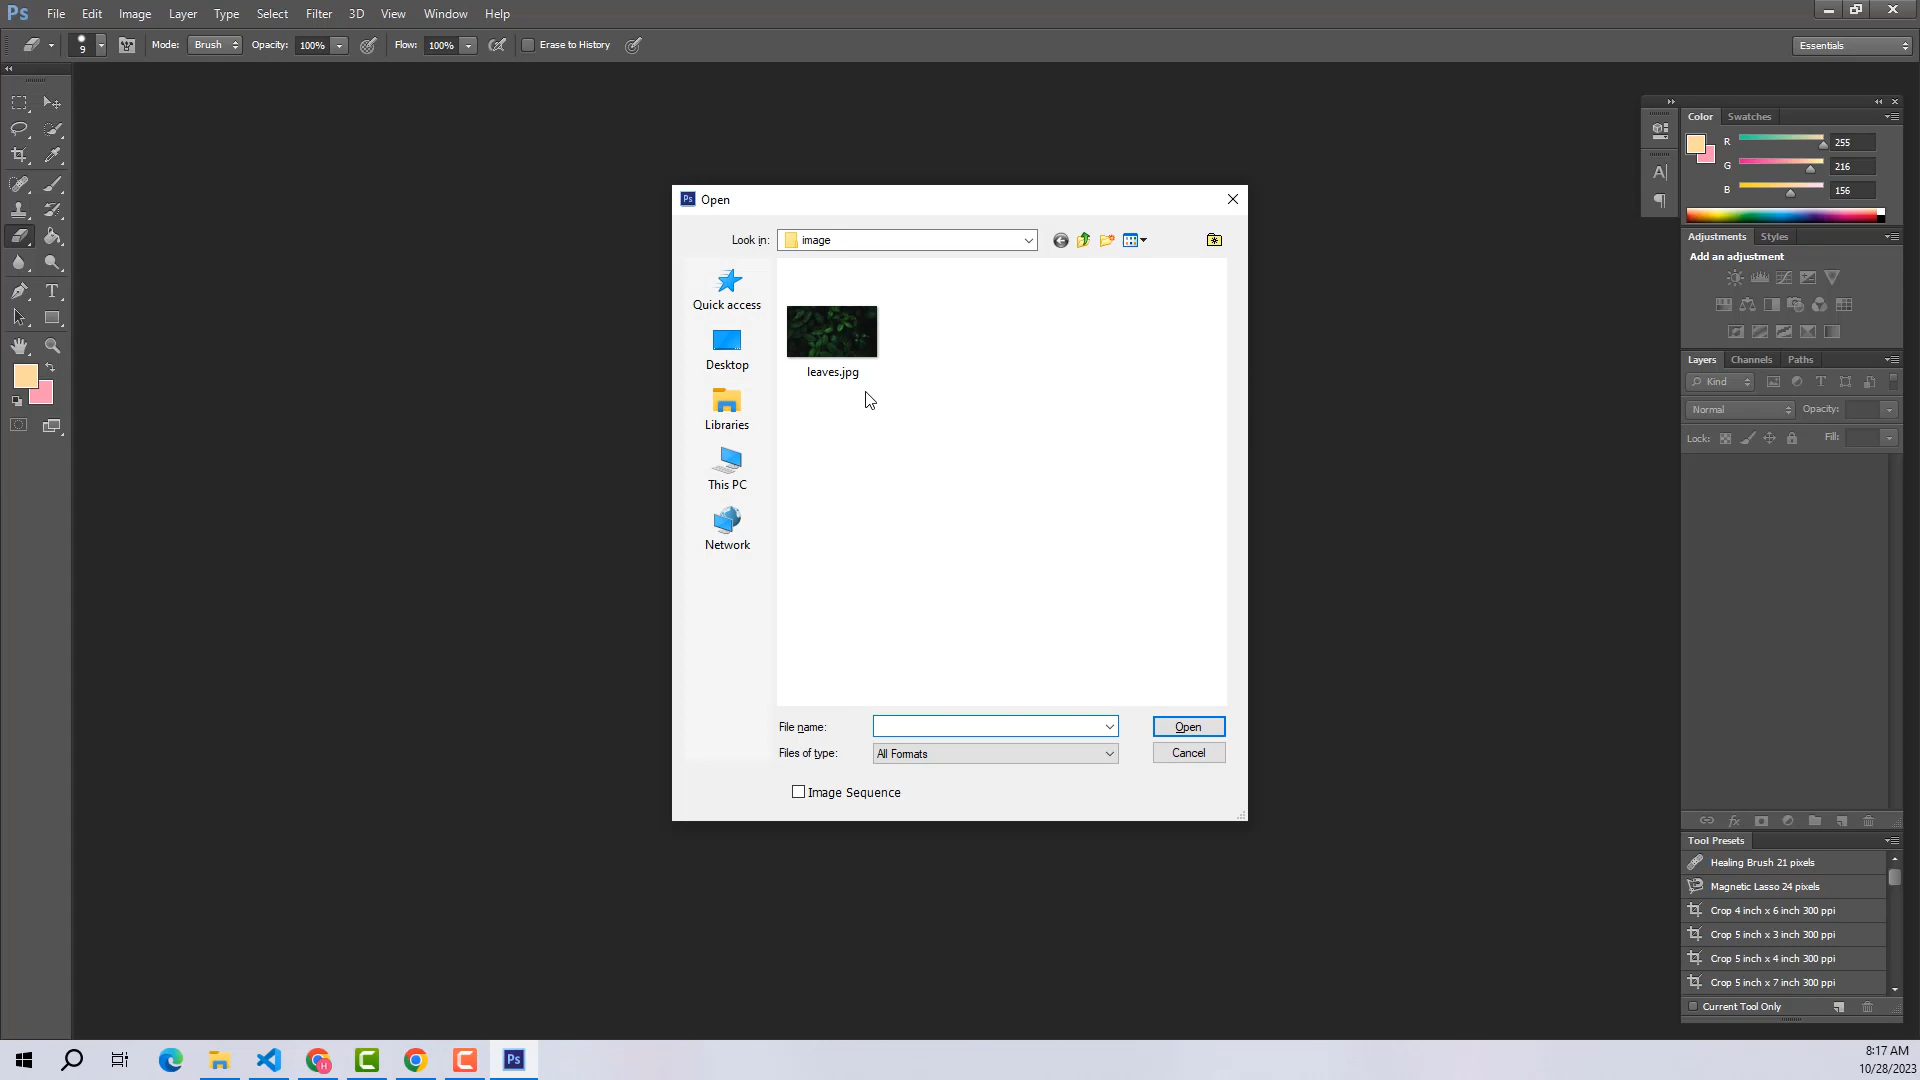 Ps File Edit Image Layer Type Select Filter 3D View Window Help
9 Mode: Brush Opacity: 100% Flow: 100% Erase to History Essentials
Color Swatches
R 255
G 216
B 156
Adjustments Styles
Add an adjustment
Layers Channels Paths
Kind
Normal Opacity:
Lock: Fill:
Tool Presets
Healing Brush 21 pixels
Magnetic Lasso 24 pixels
Crop 4 inch x 6 inch 300 ppi
Crop 5 inch x 3 inch 300 ppi
Crop 5 inch x 4 inch 300 ppi
Crop 5 inch x 7 inch 300 ppi
Current Tool Only
Ps Open
Look in: image
Quick access
Desktop
Libraries
This PC
Network
leaves.jpg
File name: Open
Files of type: All Formats Cancel
Image Sequence
Ps
8:17 AM
10/28/2023